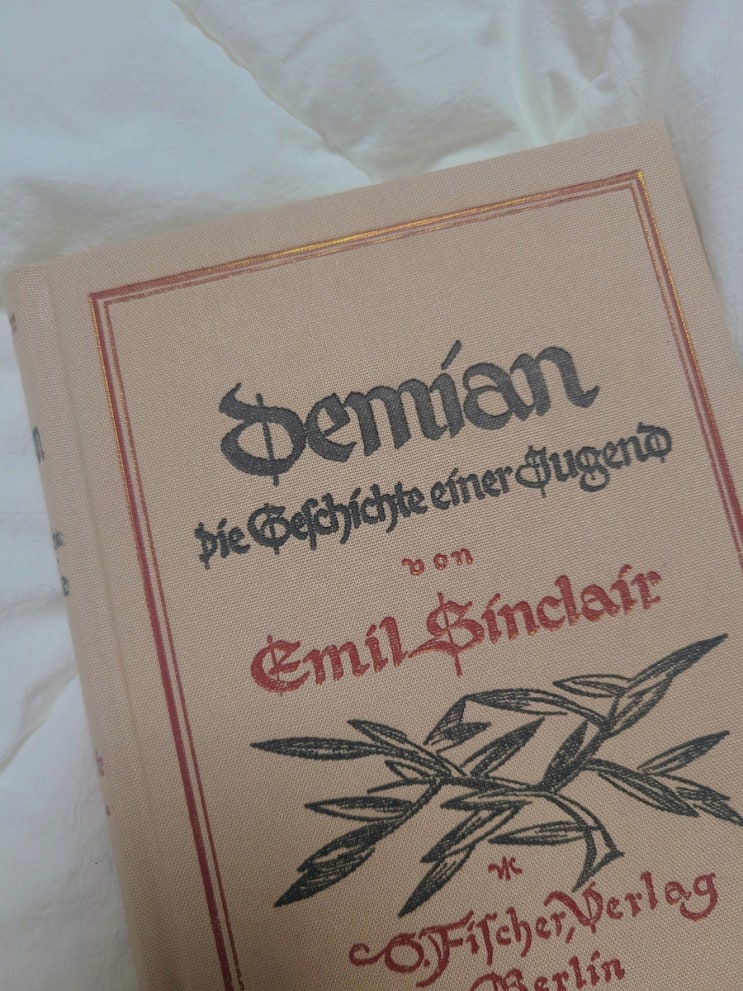 Demian
Die Geschichte einer Jugend
von
Emil Sinclair
S. Fischer, Verlag
Berlin